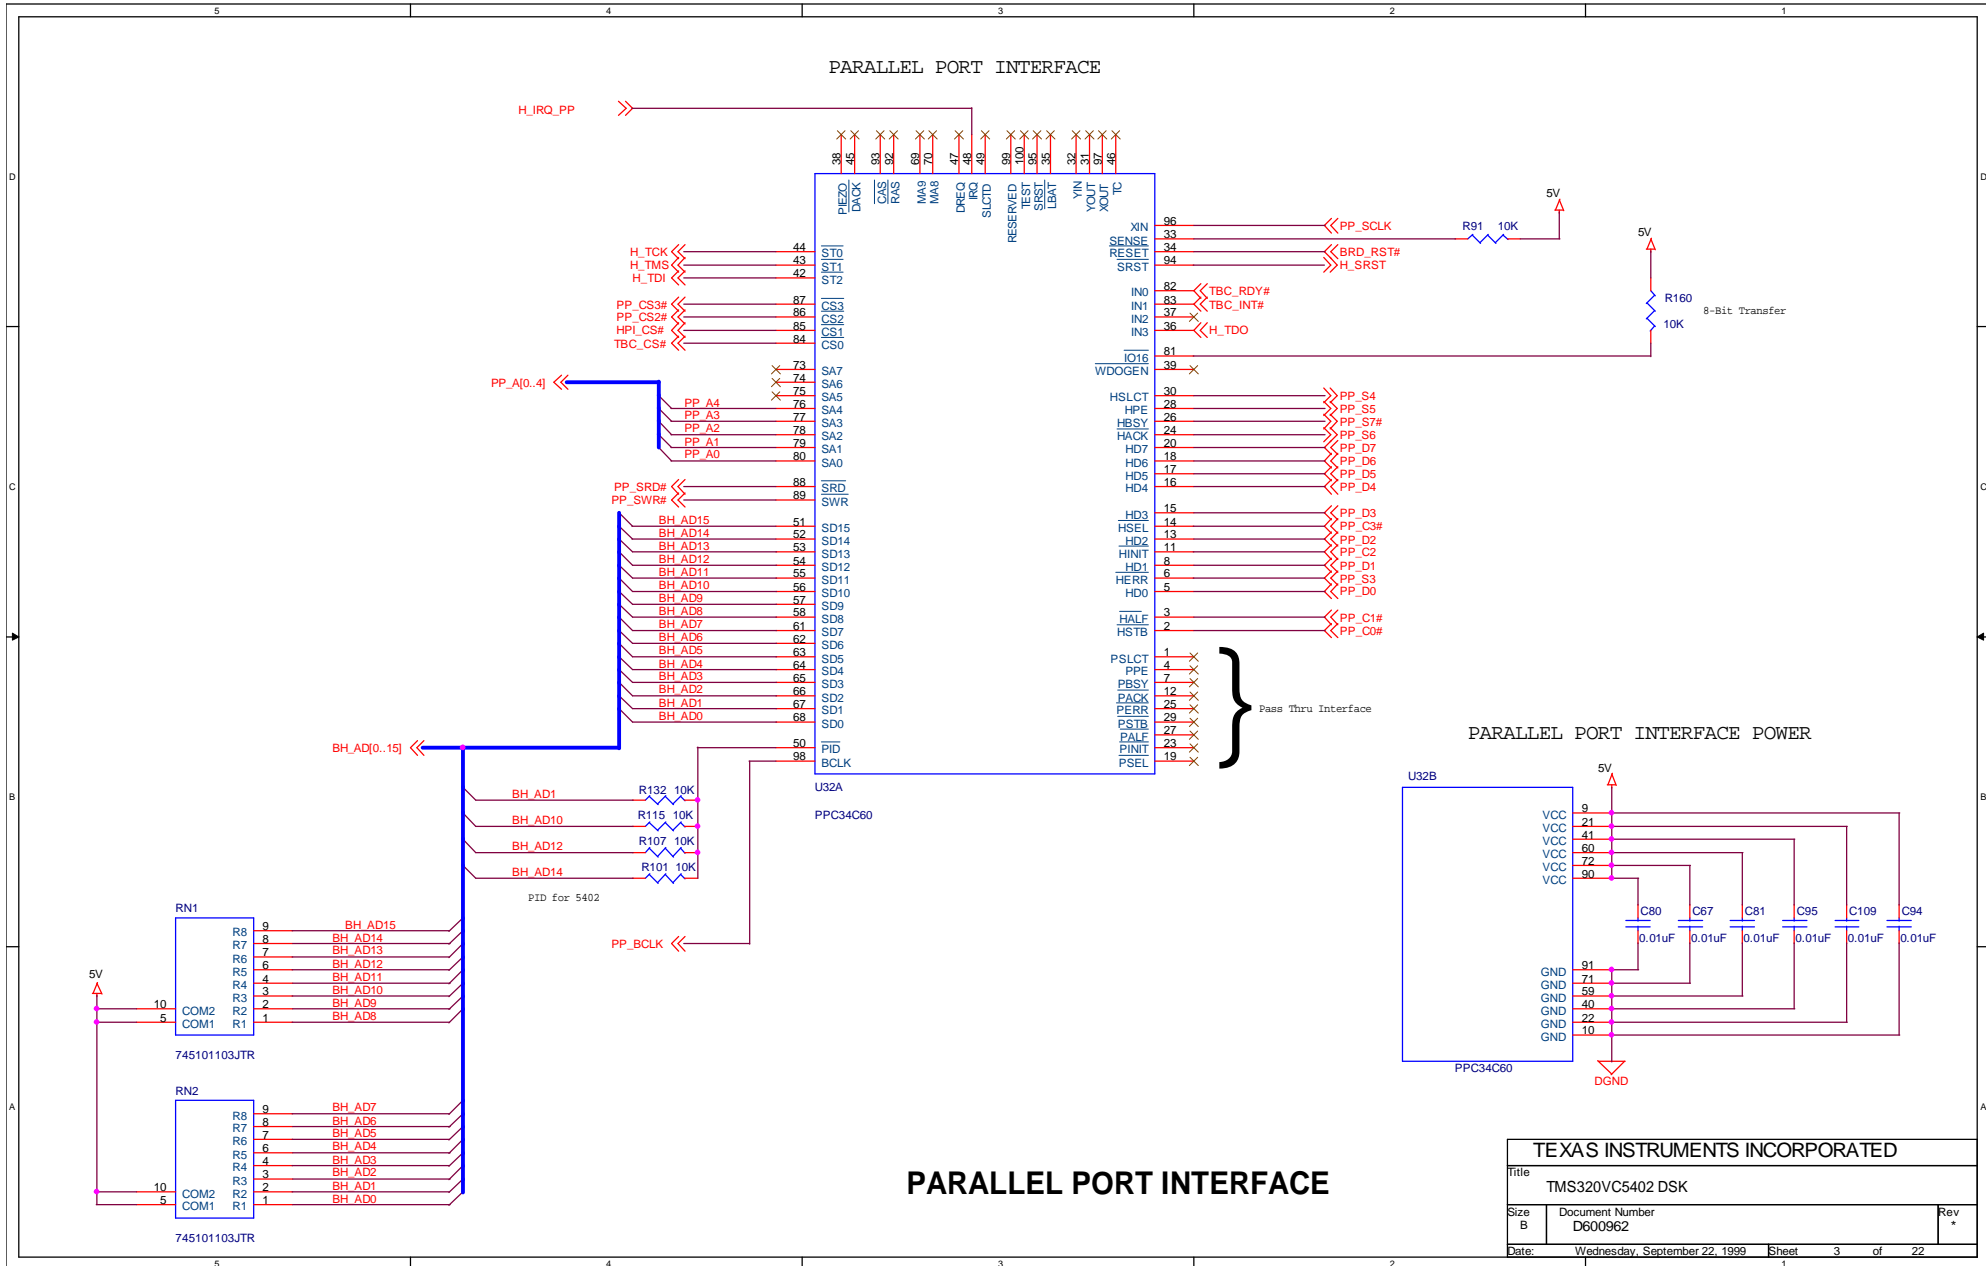 5 4 3 2 1
PARALLEL PORT INTERFACE
H_IRQ_PP
38 45 93 92 69 70 47 48 49 99 100 95 35 32 31 97 46
PIEZO DACK CAS RAS MA9 MA8 DREQ IRQ SLCTD RESERVED TEST SRST LBAT YIN YOUT XOUT TC
D D
H_TCK 44 ST0
H_TMS 43 ST1
H_TDI 42 ST2
PP_CS3# 87 CS3
PP_CS2# 86 CS2
HPI_CS# 85 CS1
TBC_CS# 84 CS0
73 SA7
74 SA6
75 SA5
PP_A[0..4]
PP_A4 76 SA4
PP_A3 77 SA3
PP_A2 78 SA2
PP_A1 79 SA1
PP_A0 80 SA0
PP_SRD# 88 SRD
PP_SWR# 89 SWR
BH_AD15 51 SD15
BH_AD14 52 SD14
BH_AD13 53 SD13
BH_AD12 54 SD12
BH_AD11 55 SD11
BH_AD10 56 SD10
BH_AD9 57 SD9
BH_AD8 58 SD8
BH_AD7 61 SD7
BH_AD6 62 SD6
BH_AD5 63 SD5
BH_AD4 64 SD4
BH_AD3 65 SD3
BH_AD2 66 SD2
BH_AD1 67 SD1
BH_AD0 68 SD0
BH_AD[0..15]
50 PID
98 BCLK
U32A
PPC34C60
XIN 96 PP_SCLK
SENSE 33
R91 10K
5V
RESET 34 BRD_RST#
SRST 94 H_SRST
IN0 82 TBC_RDY#
IN1 83 TBC_INT#
IN2 37
IN3 36 H_TDO
5V
R160
10K
8-Bit Transfer
IO16 81
WDOGEN 39
HSLCT 30 PP_S4
HPE 28 PP_S5
HBSY 26 PP_S7#
HACK 24 PP_S6
HD7 20 PP_D7
HD6 18 PP_D6
HD5 17 PP_D5
HD4 16 PP_D4
C C
HD3 15 PP_D3
HSEL 14 PP_C3#
HD2 13 PP_D2
HINIT 11 PP_C2
HD1 8 PP_D1
HERR 6 PP_S3
HD0 5 PP_D0
HALF 3 PP_C1#
HSTB 2 PP_C0#
PSLCT 1
PPE 4
PBSY 7
PACK 12
PERR 25
PSTB 29
PALF 27
PINIT 23
PSEL 19
Pass Thru Interface
B B
BH_AD1 R132 10K
BH_AD10 R115 10K
BH_AD12 R107 10K
BH_AD14 R101 10K
PID for 5402
PP_BCLK
RN1
R8 9 BH_AD15
R7 8 BH_AD14
R6 7 BH_AD13
R5 6 BH_AD12
R4 4 BH_AD11
R3 3 BH_AD10
R2 2 BH_AD9
R1 1 BH_AD8
5V
10 COM2
5 COM1
745101103JTR
RN2
R8 9 BH_AD7
R7 8 BH_AD6
R6 7 BH_AD5
R5 6 BH_AD4
R4 4 BH_AD3
R3 3 BH_AD2
R2 2 BH_AD1
R1 1 BH_AD0
10 COM2
5 COM1
745101103JTR
A A
PARALLEL PORT INTERFACE POWER
U32B
5V
VCC 9
VCC 21
VCC 41
VCC 60
VCC 72
VCC 90
C80 C67 C81 C95 C109 C94
0.01uF 0.01uF 0.01uF 0.01uF 0.01uF 0.01uF
GND 91
GND 71
GND 59
GND 40
GND 22
GND 10
PPC34C60
DGND
PARALLEL PORT INTERFACE
TEXAS INSTRUMENTS INCORPORATED
Title
TMS320VC5402 DSK
Size Document Number Rev
B D600962 *
Date: Wednesday, September 22, 1999 Sheet 3 of 22
5 4 3 2 1